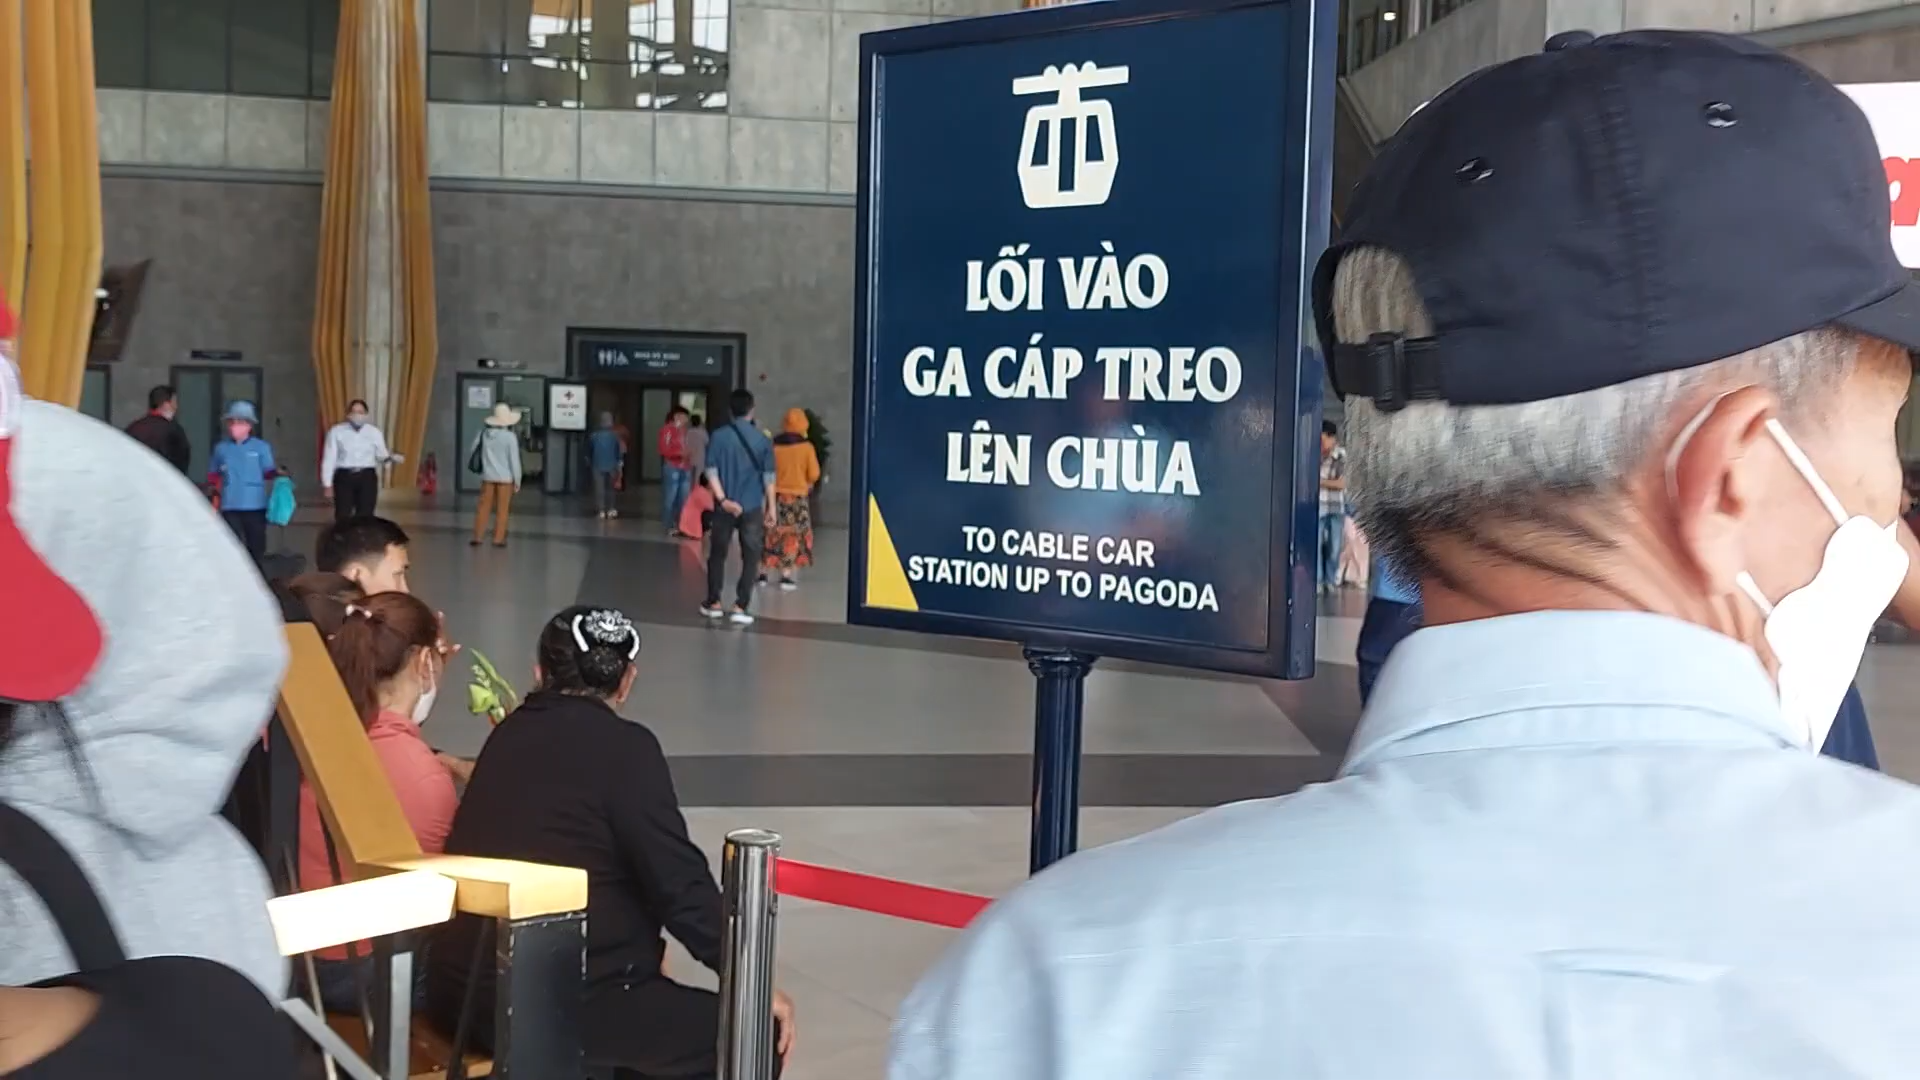 LỐI VÀO
GA CÁP TREO
LÊN CHÙA
TO CABLE CAR
STATION UP TO PAGODA